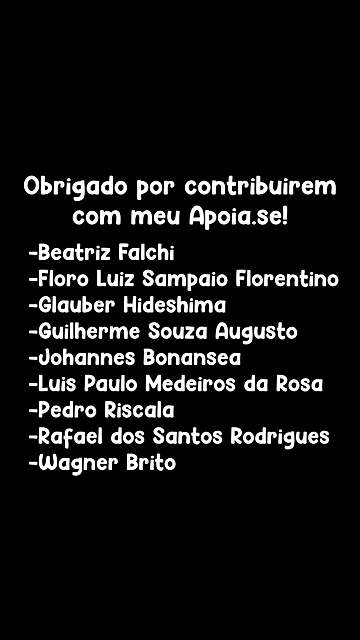 Obrigado por contribuirem
com meu Apoia.se!
-Beatriz Falchi
-Floro Luiz Sampaio Florentino
-Glauber Hideshima
-Guilherme Souza Augusto
-Johannes Bonansea
-Luis Paulo Medeiros da Rosa
-Pedro Riscala
-Rafael dos Santos Rodrigues
-Wagner Brito